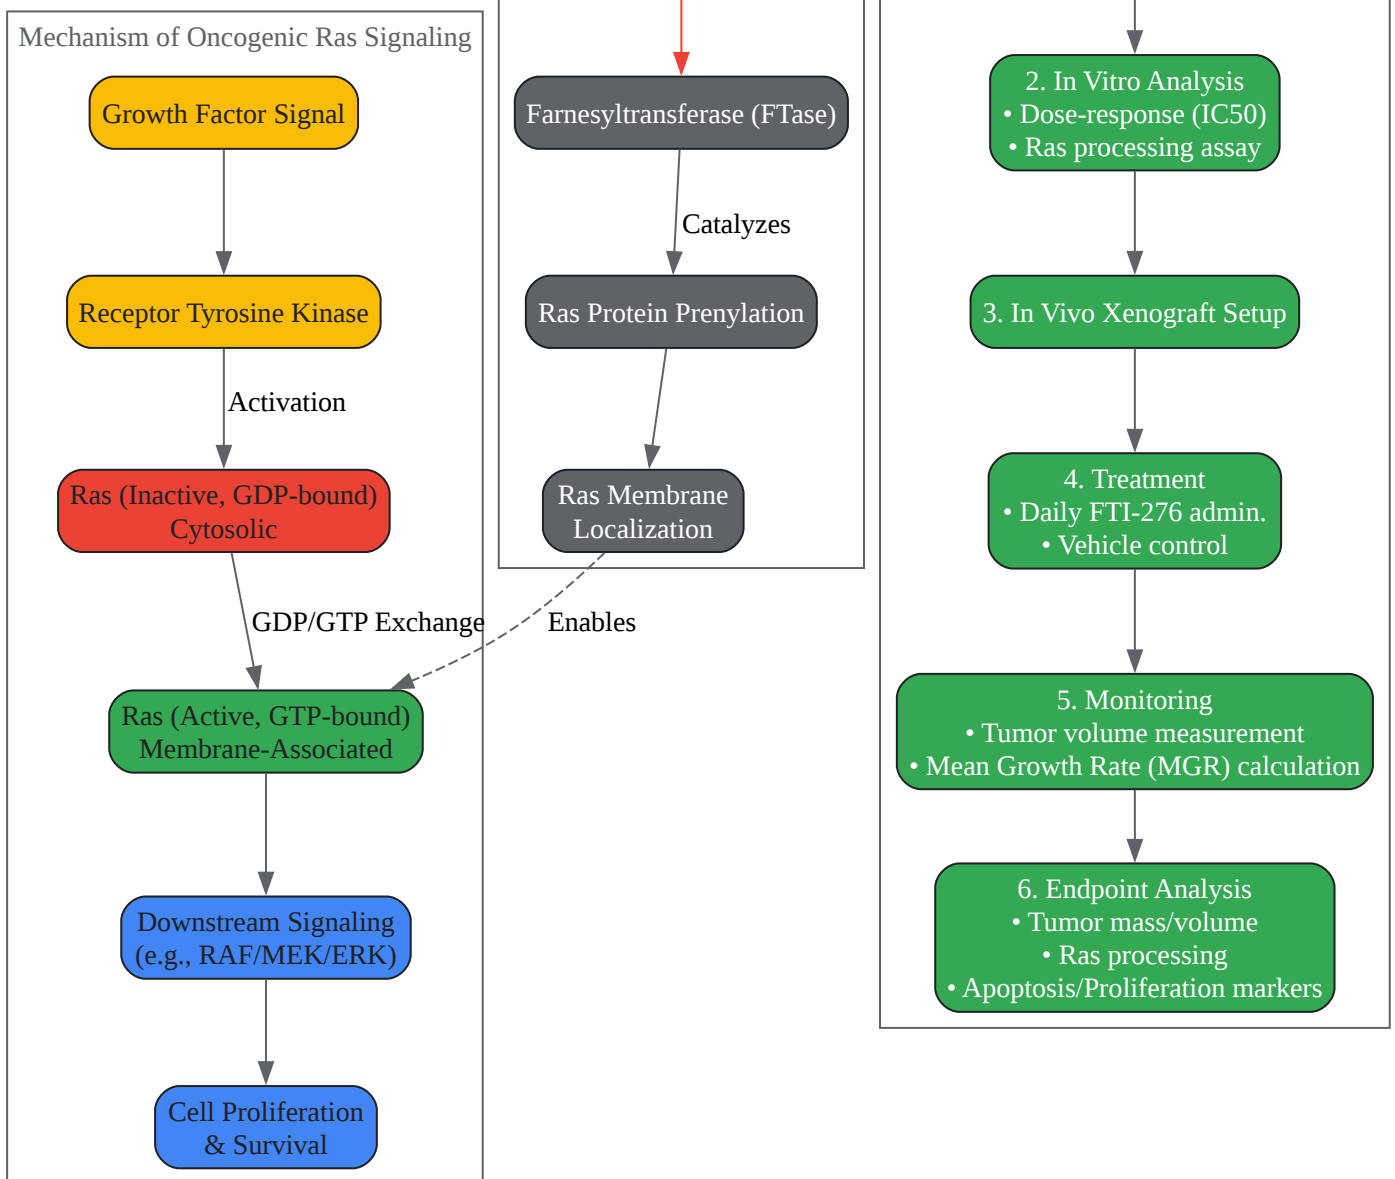 Mechanism of Oncogenic Ras Signaling
Growth Factor Signal
Receptor Tyrosine Kinase
Activation
Ras (Inactive, GDP-bound)
Cytosolic
GDP/GTP Exchange
Ras (Active, GTP-bound)
Membrane-Associated
Downstream Signaling
(e.g., RAF/MEK/ERK)
Cell Proliferation
& Survival
Farnesyltransferase (FTase)
Catalyzes
Ras Protein Prenylation
Ras Membrane
Localization
Enables
2. In Vitro Analysis
• Dose-response (IC50)
• Ras processing assay
3. In Vivo Xenograft Setup
4. Treatment
• Daily FTI-276 admin.
• Vehicle control
5. Monitoring
• Tumor volume measurement
• Mean Growth Rate (MGR) calculation
6. Endpoint Analysis
• Tumor mass/volume
• Ras processing
• Apoptosis/Proliferation markers